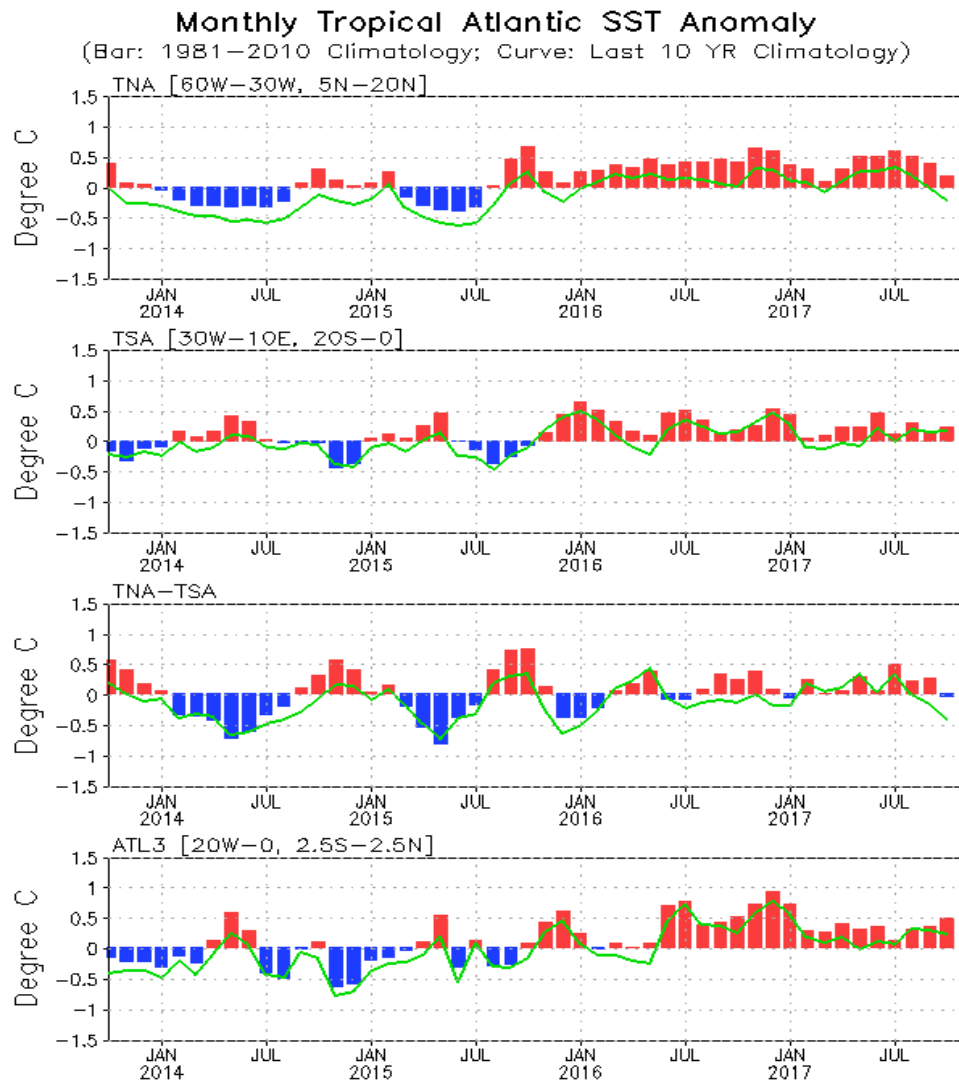 Monthly Tropical Atlantic SST Anomaly
(Bar: 1981-2010 Climatology; Curve: Last 10 YR Climatology)
TNA [60W-30W, 5N-20N]
Degree C
1.5
1
0.5
0
-0.5
-1
-1.5
JAN JUL JAN JUL JAN JUL JAN JUL
2014 2015 2016 2017
TSA [30W-10E, 20S-0]
Degree C
1.5
1
0.5
0
-0.5
-1
-1.5
JAN JUL JAN JUL JAN JUL JAN JUL
2014 2015 2016 2017
TNA-TSA
Degree C
1.5
1
0.5
0
-0.5
-1
-1.5
JAN JUL JAN JUL JAN JUL JAN JUL
2014 2015 2016 2017
ATL3 [20W-0, 2.5S-2.5N]
Degree C
1.5
1
0.5
0
-0.5
-1
-1.5
JAN JUL JAN JUL JAN JUL JAN JUL
2014 2015 2016 2017